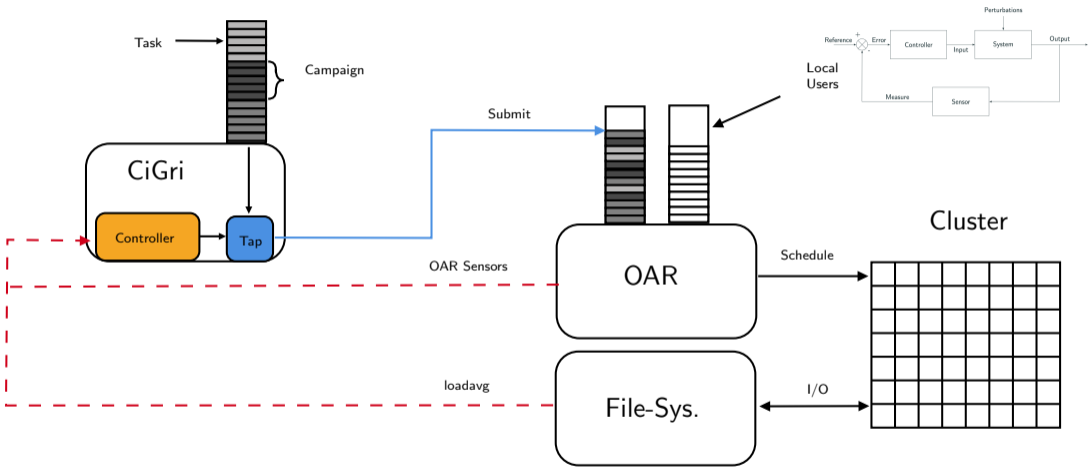 Task
Campaign
CiGri
Controller
Tap
Submit
OAR Sensors
loadavg
Local
Users
OAR
File-Sys.
Schedule
I/O
Cluster
Perturbations
Reference
+
-
Error
Controller
Input
System
Output
Measure
Sensor